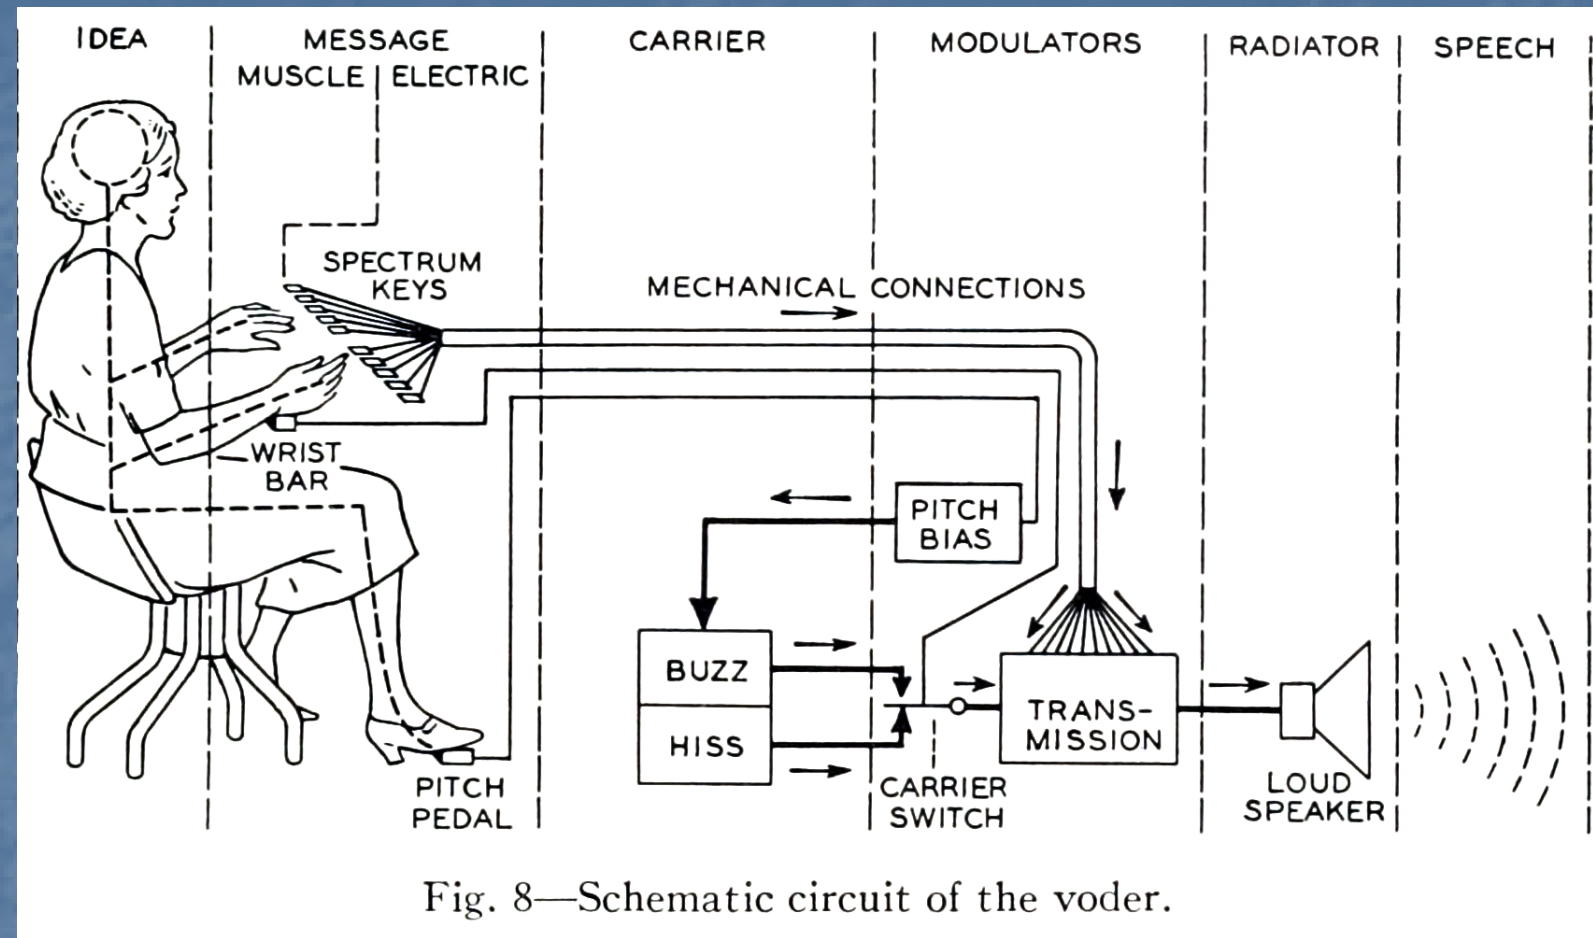 IDEA
MESSAGE
MUSCLE ELECTRIC
CARRIER
MODULATORS
RADIATOR
SPEECH
SPECTRUM
KEYS
MECHANICAL CONNECTIONS
WRIST
BAR
PITCH
BIAS
BUZZ
HISS
TRANS-
MISSION
CARRIER
SWITCH
PITCH
PEDAL
LOUD
SPEAKER
Fig. 8—Schematic circuit of the voder.